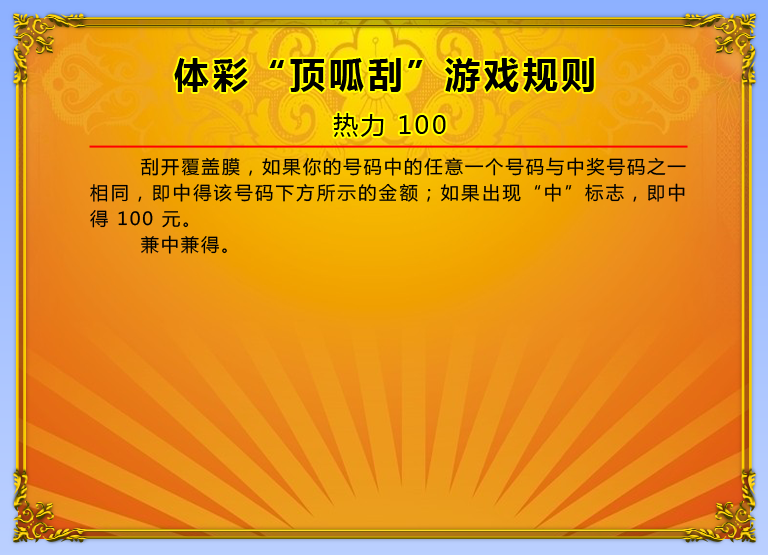 体彩“顶呱刮”游戏规则
热力 100
刮开覆盖膜，如果你的号码中的任意一个号码与中奖号码之一
相同，即中得该号码下方所示的金额；如果出现“中”标志，即中
得 100 元。
兼中兼得。